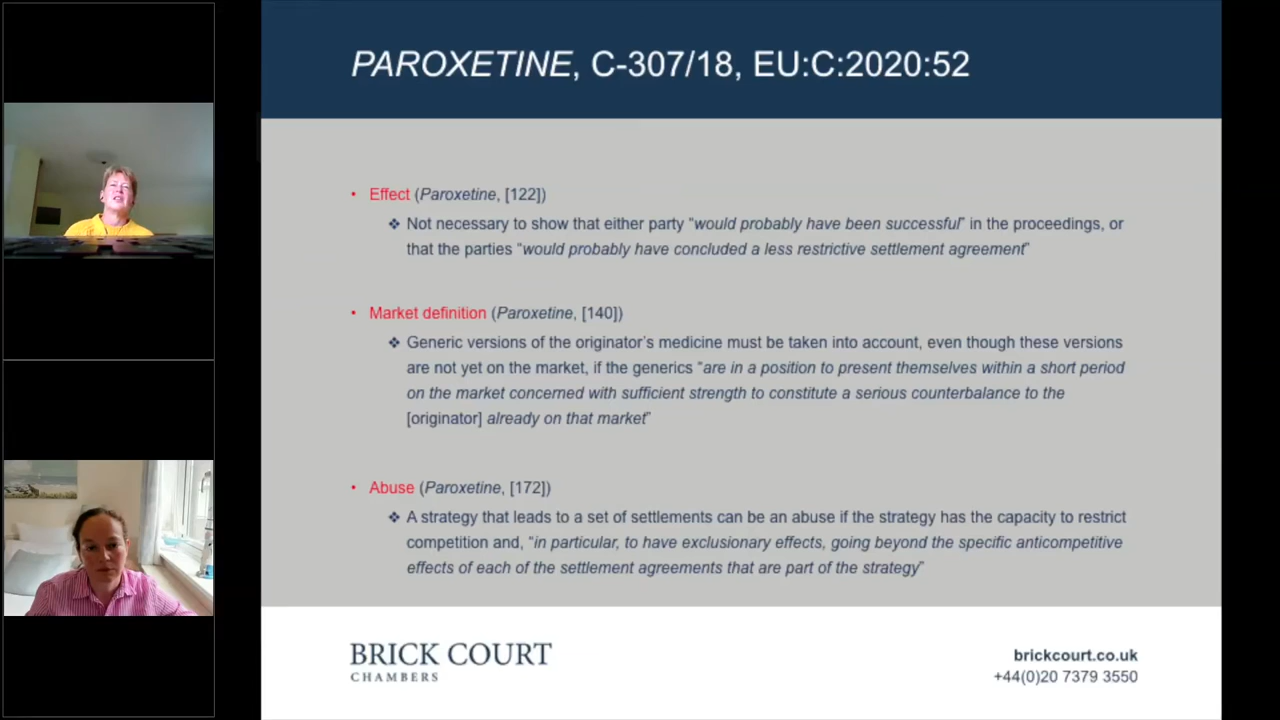 PAROXETINE, C-307/18, EU:C:2020:52
• Effect (Paroxetine, [122])
❖ Not necessary to show that either party “would probably have been successful” in the proceedings, or
that the parties “would probably have concluded a less restrictive settlement agreement”
• Market definition (Paroxetine, [140])
❖ Generic versions of the originator’s medicine must be taken into account, even though these versions
are not yet on the market, if the generics “are in a position to present themselves within a short period
on the market concerned with sufficient strength to constitute a serious counterbalance to the
[originator] already on that market”
• Abuse (Paroxetine, [172])
❖ A strategy that leads to a set of settlements can be an abuse if the strategy has the capacity to restrict
competition and, “in particular, to have exclusionary effects, going beyond the specific anticompetitive
effects of each of the settlement agreements that are part of the strategy”
BRICK COURT
CHAMBERS
brickcourt.co.uk
+44(0)20 7379 3550